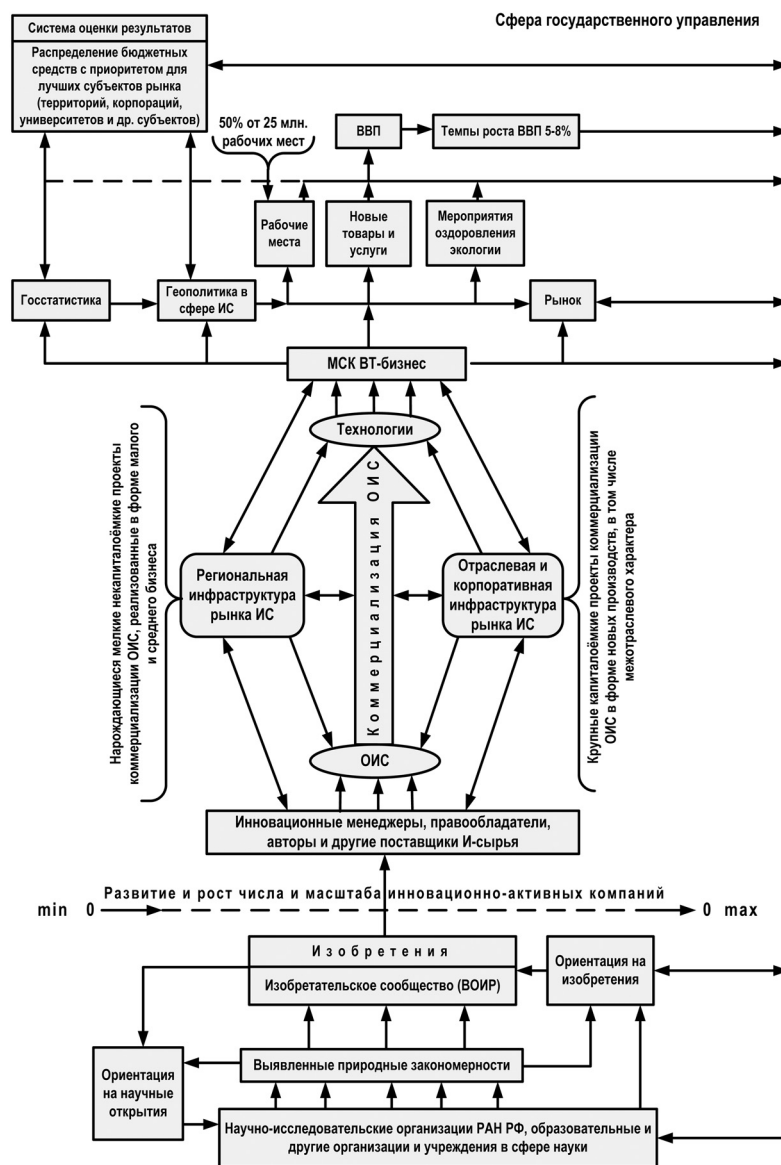 Сфера государственного управления
Система оценки результатов
Распределение бюджетных
средств с приоритетом для
лучших субъектов рынка
(территорий, корпораций,
университетов и др. субъектов)
50% от 25 млн.
рабочих мест
ВВП
Темпы роста ВВП 5-8%
Рабочие
места
Новые
товары и
услуги
Мероприятия
оздоровления
экологии
Госстатистика
Геополитика в
сфере ИС
Рынок
МСК ВТ-бизнес
Технологии
Нарождающиеся мелкие некапиталоёмкие проекты
коммерциализации ОИС, реализованные в форме малого
и среднего бизнеса
Региональная
инфраструктура
рынка ИС
Коммерциализация ОИС
Отраслевая и
корпоративная
инфраструктура
рынка ИС
Крупные капиталоёмкие проекты коммерциализации
ОИС в форме новых производств, в том числе
межотраслевого характера
ОИС
Инновационные менеджеры, правообладатели,
авторы и другие поставщики И-сырья
Развитие и рост числа и масштаба инновационно-активных компаний
min 0 0 max
Изобретения
Изобретательское сообщество (ВОИР)
Ориентация на
изобретения
Ориентация
на научные
открытия
Выявленные природные закономерности
Научно-исследовательские организации РАН РФ, образовательные и
другие организации и учреждения в сфере науки